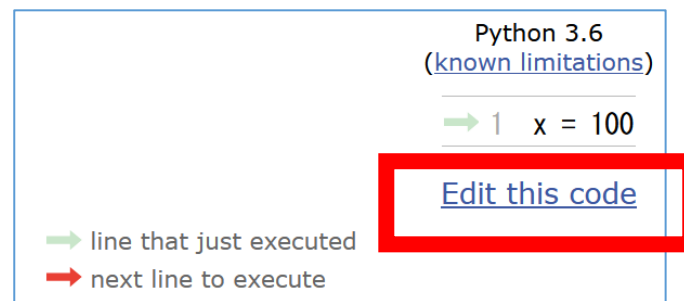 Python 3.6
(known limitations)
1 x = 100
Edit this code
line that just executed
next line to execute